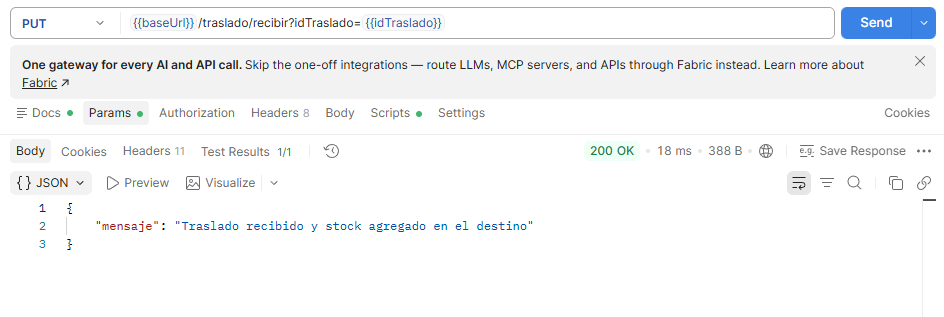 PUT {{baseUrl}} /traslado/recibir?idTraslado= {{idTraslado}} Send
One gateway for every AI and API call. Skip the one-off integrations — route LLMs, MCP servers, and APIs through Fabric instead. Learn more about
Fabric ↗
Docs Params Authorization Headers 8 Body Scripts Settings Cookies
Body Cookies Headers 11 Test Results 1/1 200 OK 18 ms 388 B e.g. Save Response
{} JSON Preview Visualize
1 {
2 "mensaje": "Traslado recibido y stock agregado en el destino"
3 }